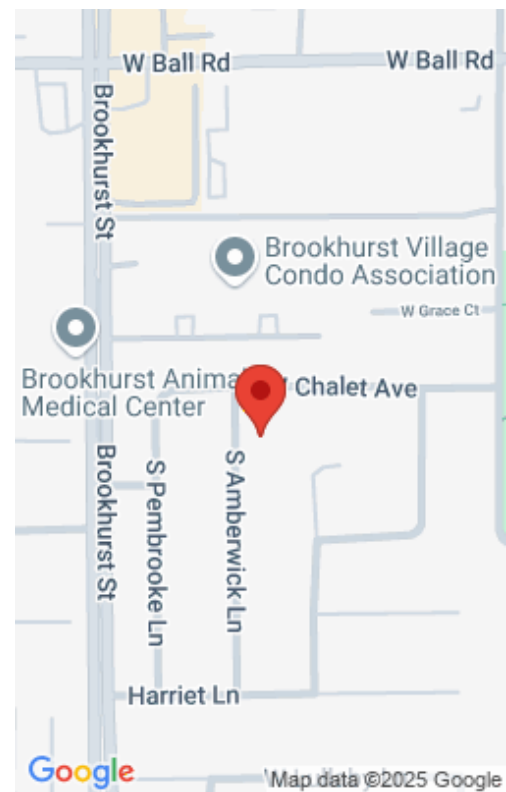 W Ball Rd
W Ball Rd
Brookhurst St
Brookhurst Village
Condo Association
W Grace Ct
Brookhurst Animal
Medical Center
Chalet Ave
Brookhurst St
S Pembrooke Ln
S Amberwick Ln
Harriet Ln
Google
Map data ©2025 Google